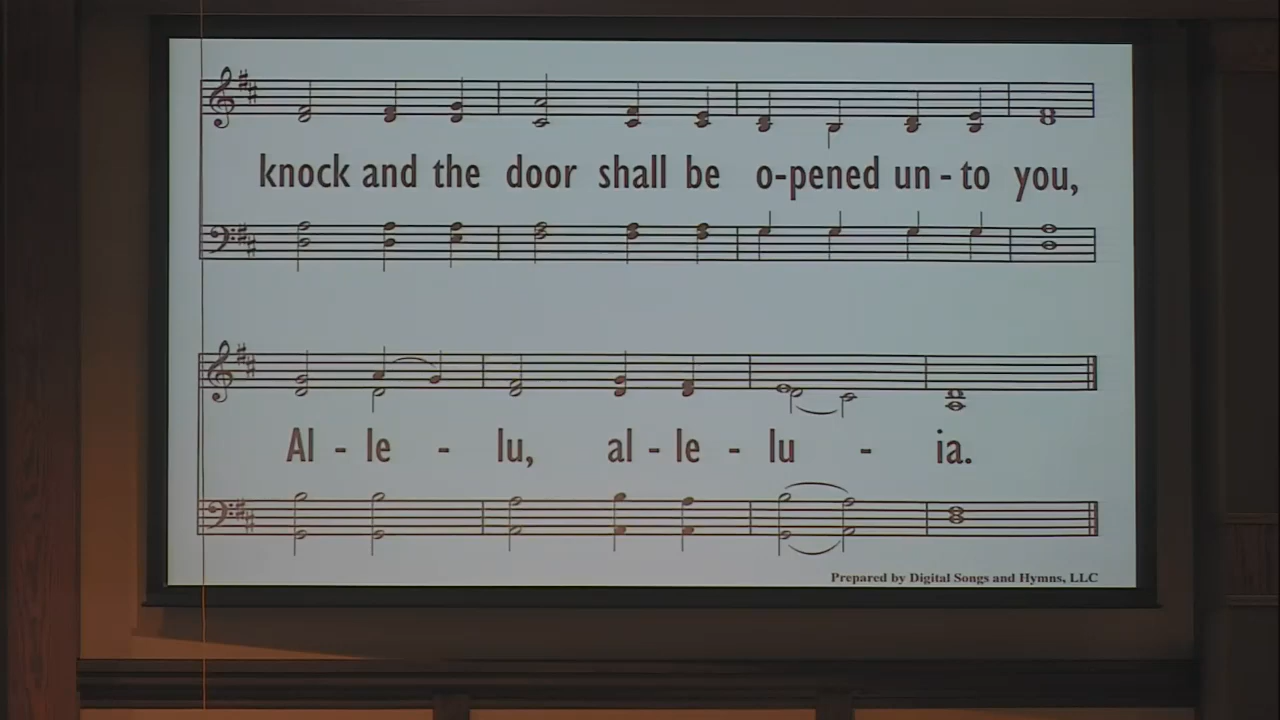 knock and the door shall be o-pened un-to you,
Al - le - lu, al-le - lu - ia.
Prepared by Digital Songs and Hymns, LLC